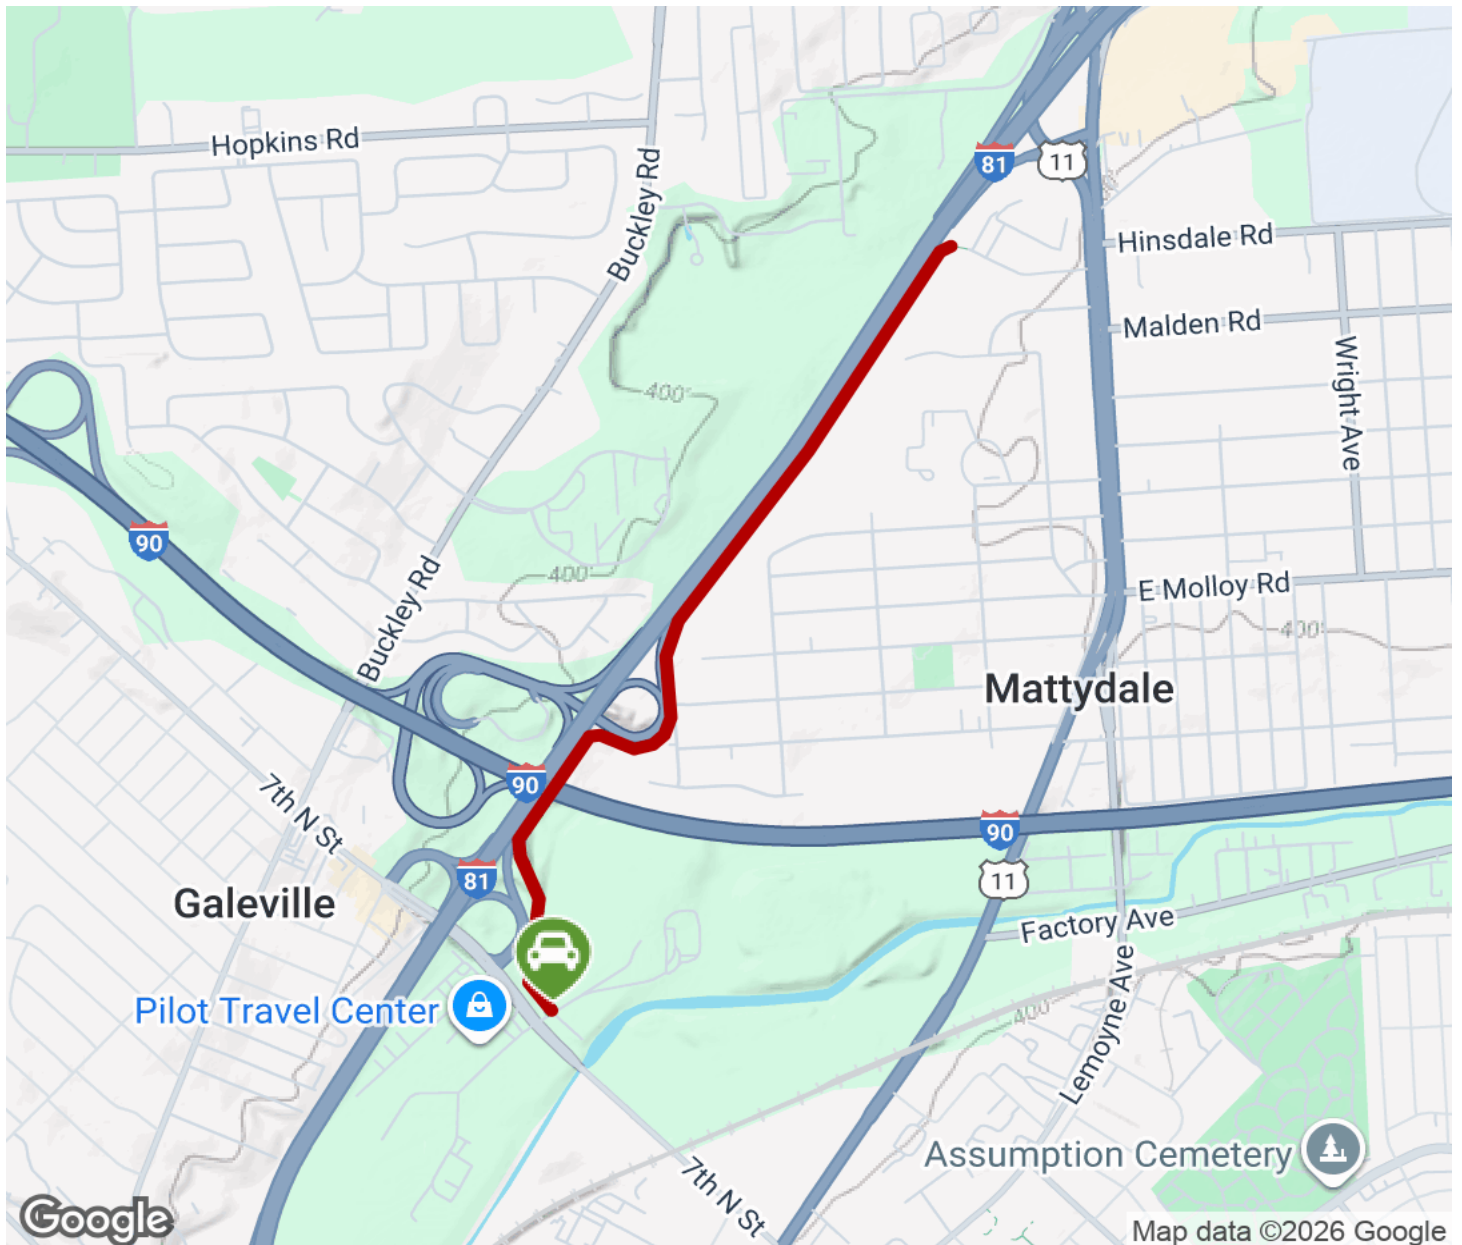 Hopkins Rd
Buckley Rd
81
11
Hinsdale Rd
Malden Rd
Wright Ave
400'
90
400'
Buckley Rd
E Molloy Rd
400'
Mattydale
90
7th N St
90
81
11
Galeville
Factory Ave
Pilot Travel Center
400
Lemoyne Ave
Assumption Cemetery
7th N St
Google
Map data ©2026 Google